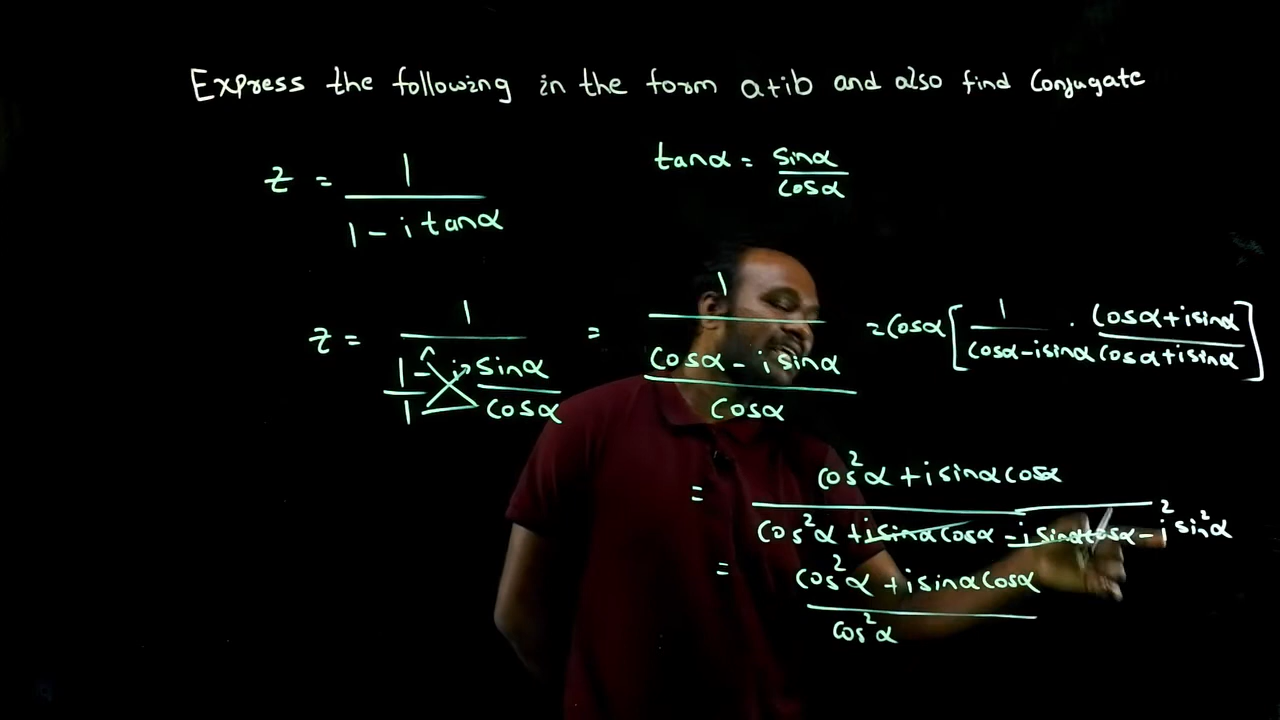 Express the following in the form a+ib and also find Conjugate
z = 1 / (1 - i tanα)
tanα = sinα / cosα
z = 1 / (1/1 - i sinα/cosα) = 1 / ((cosα - i sinα) / cosα) = cosα [ 1 / (cosα - i sinα) . (cosα + i sinα) / (cosα + i sinα) ]
= (cos²α + i sinα cosα) / (cos²α + i sinα cosα - i sinα cosα - i² sin²α)
= (cos²α + i sinα cosα) / cos²α